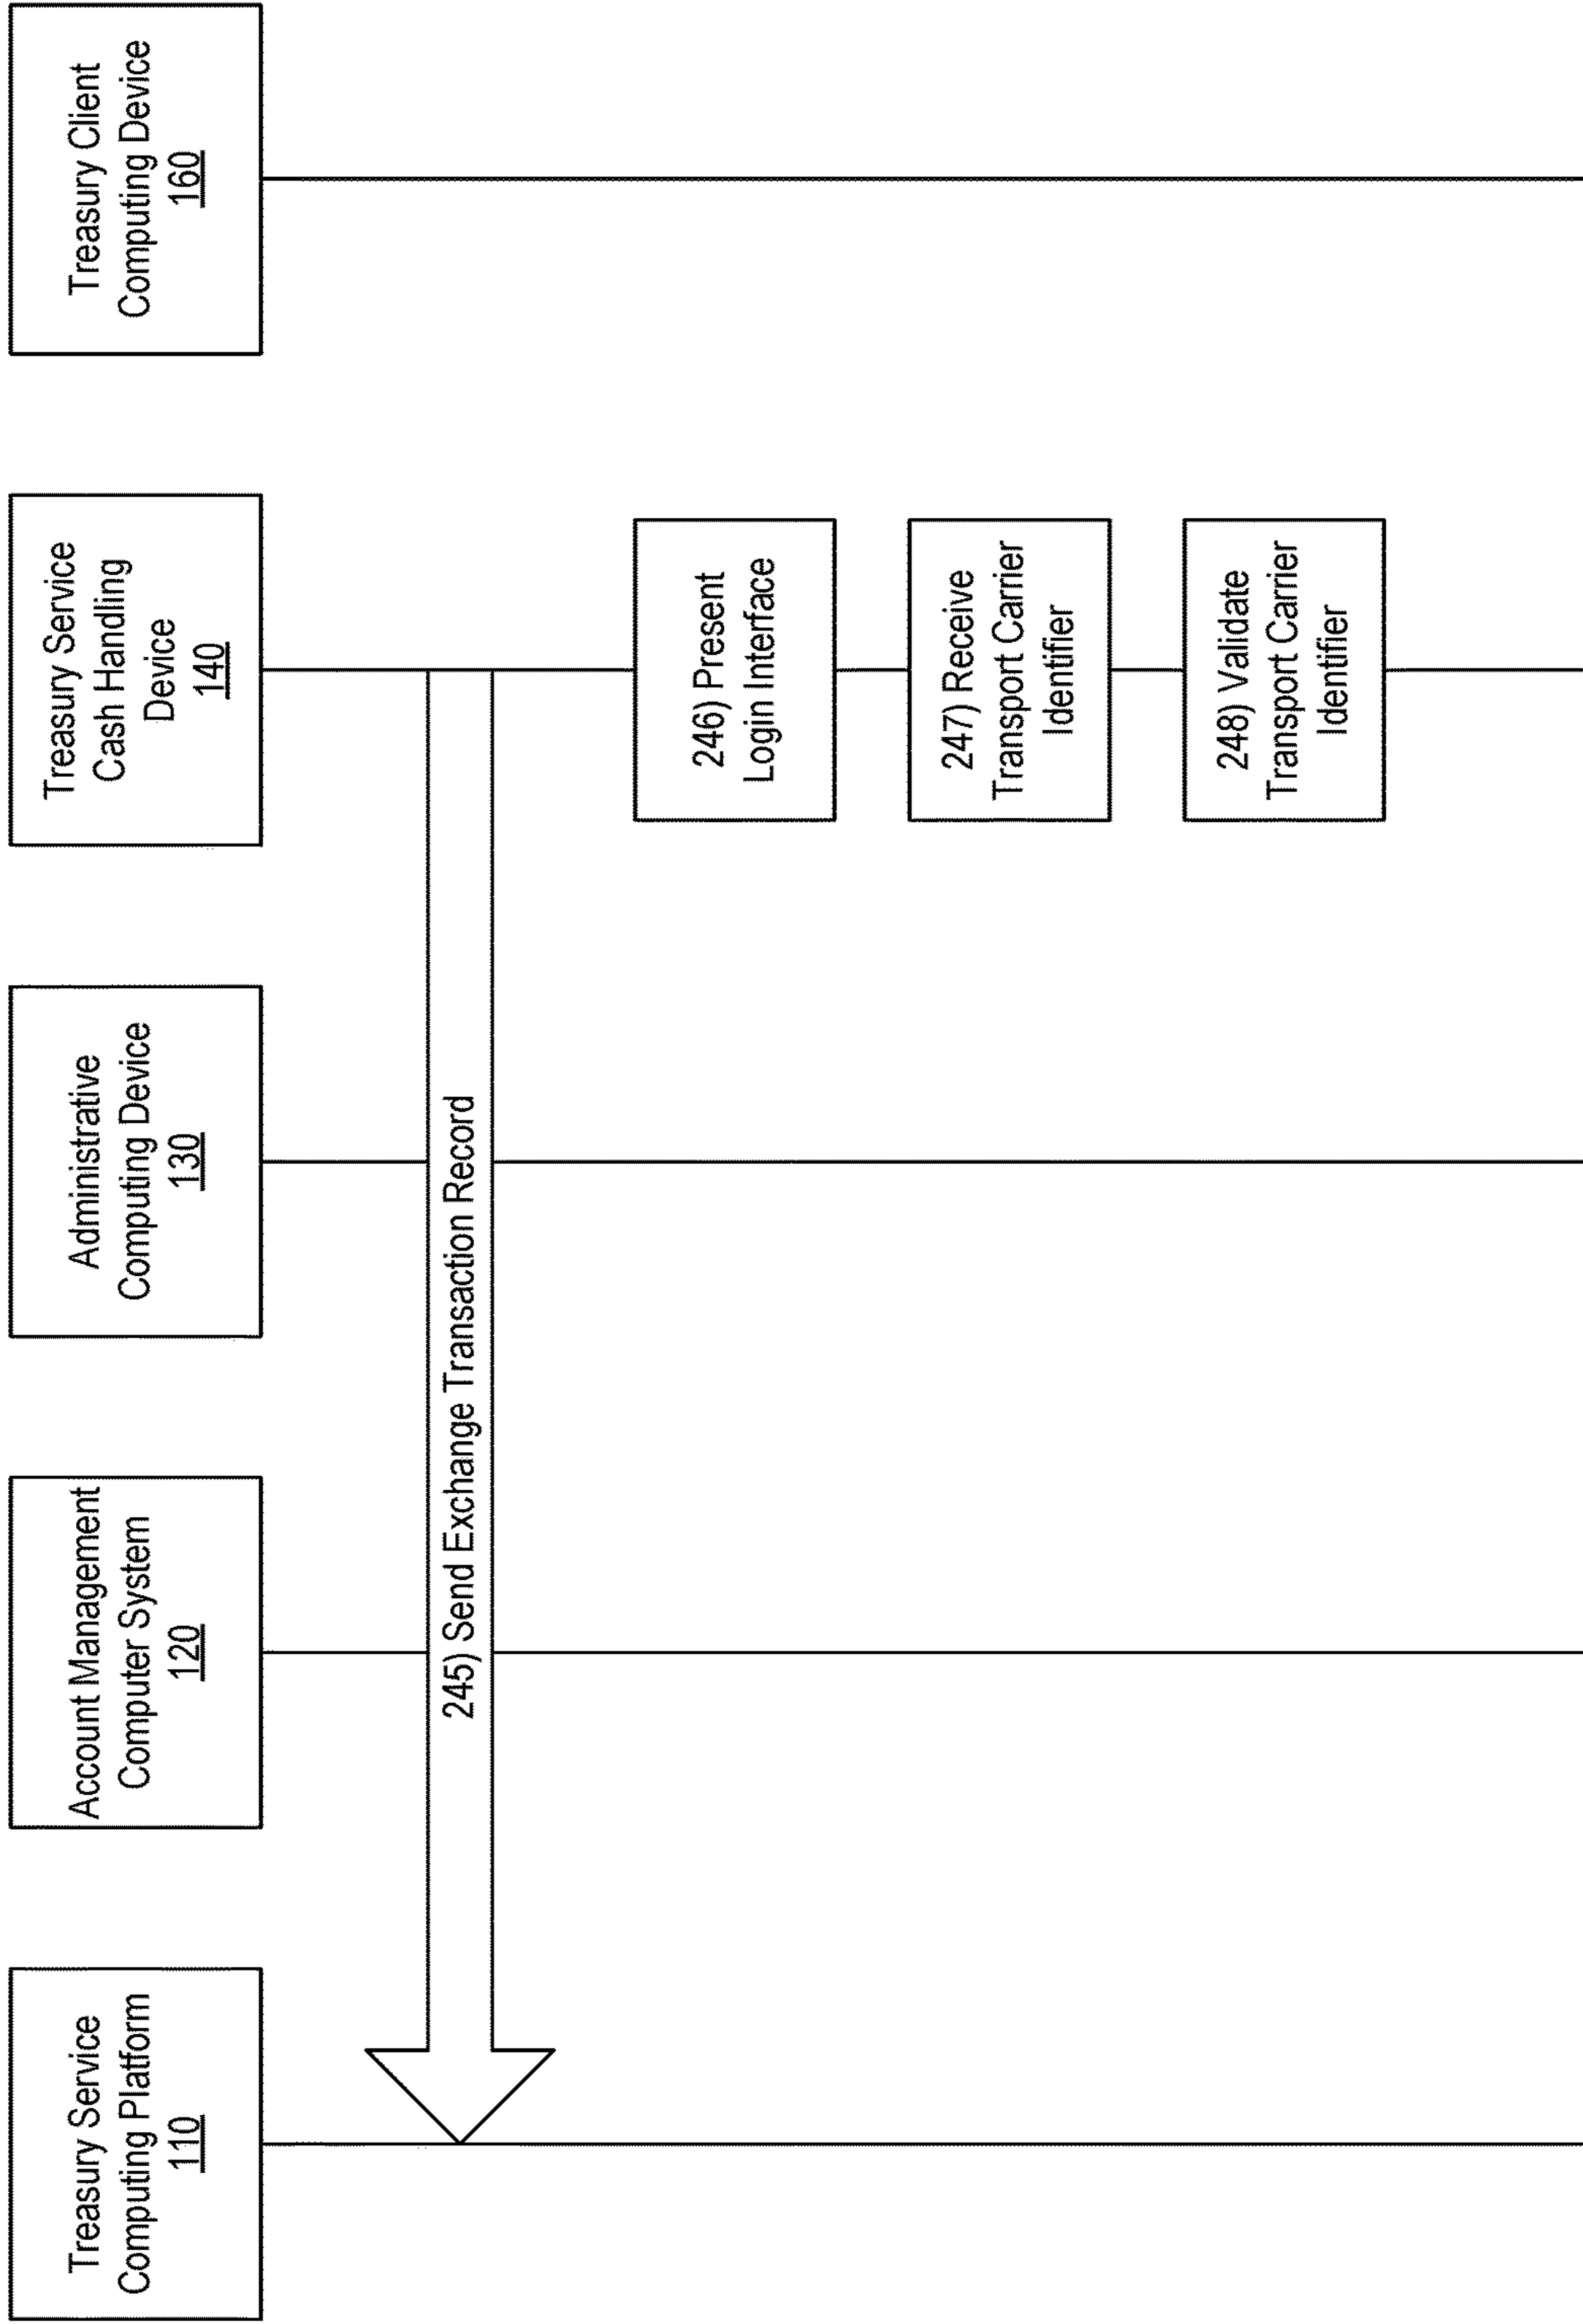 Treasury Service
Computing Platform
110
Account Management
Computer System
120
Administrative
Computing Device
130
Treasury Service
Cash Handling
Device
140
Treasury Client
Computing Device
160
245) Send Exchange Transaction Record
246) Present
Login Interface
247) Receive
Transport Carrier
Identifier
248) Validate
Transport Carrier
Identifier